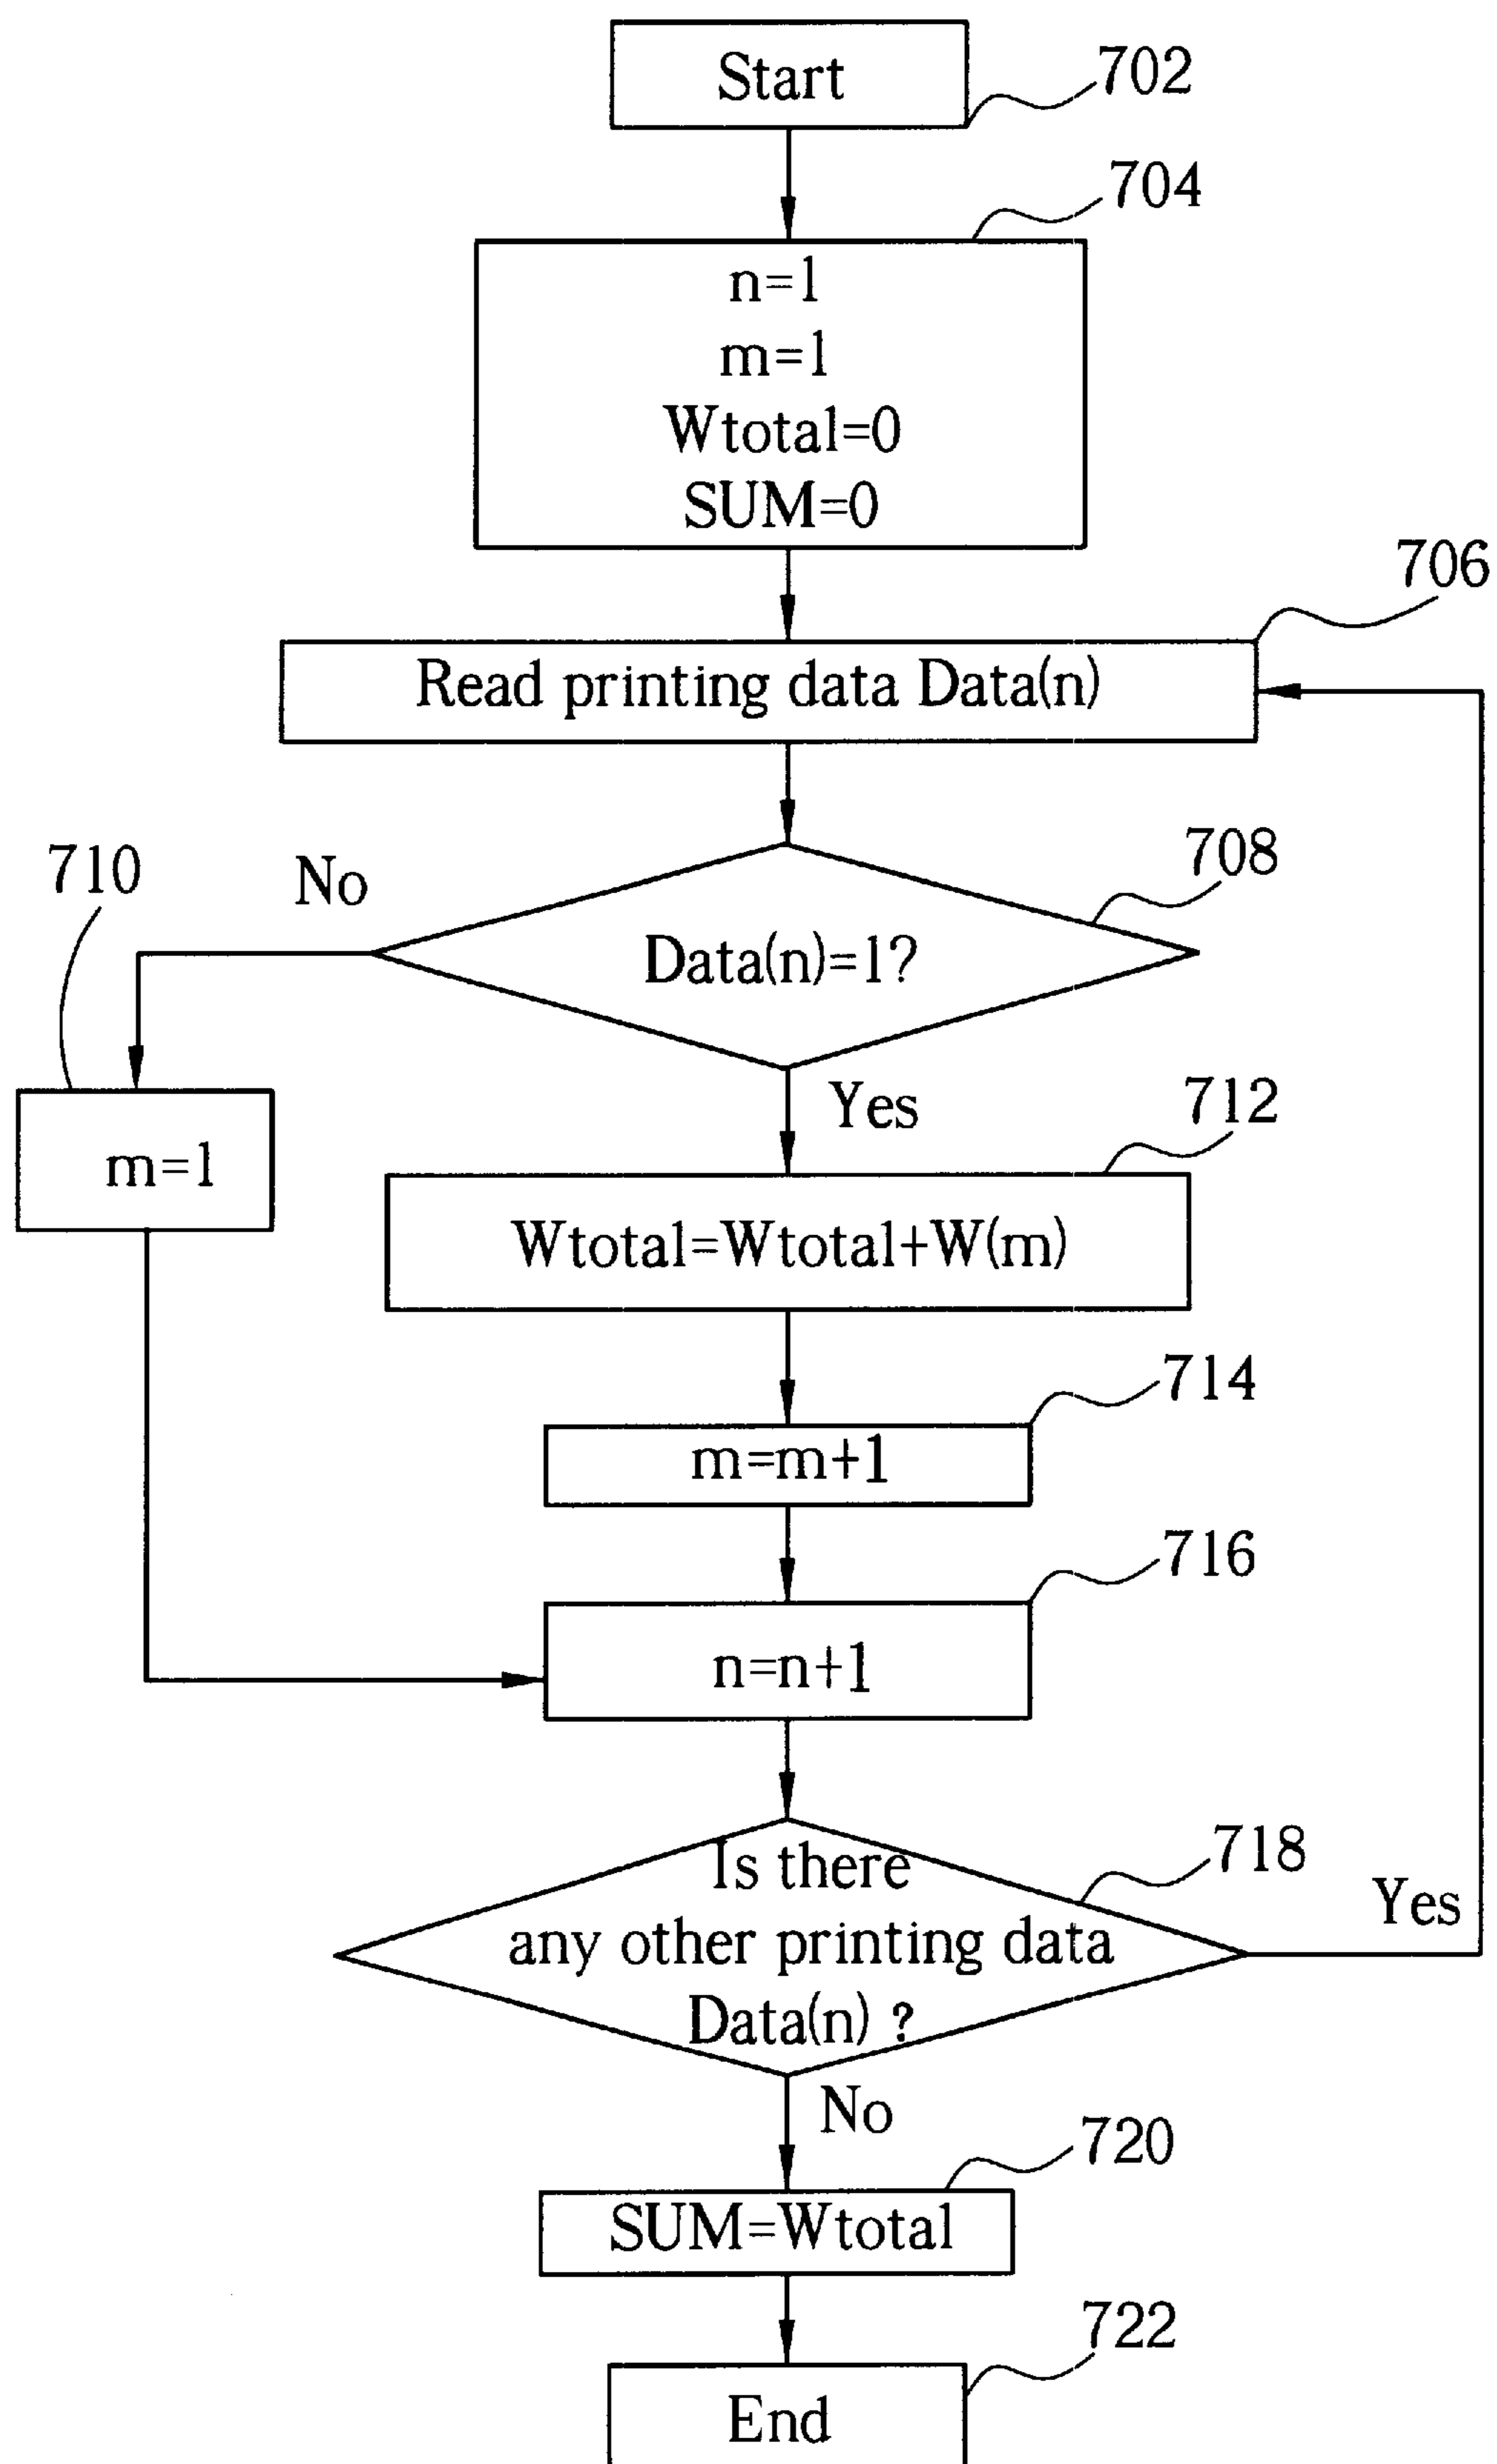 Start
702
704
n=1
m=1
Wtotal=0
SUM=0
706
Read printing data Data(n)
708
710
No
Data(n)=1?
Yes
712
m=1
Wtotal=Wtotal+W(m)
714
m=m+1
716
n=n+1
718
Is there
any other printing data
Data(n) ?
Yes
No
720
SUM=Wtotal
722
End